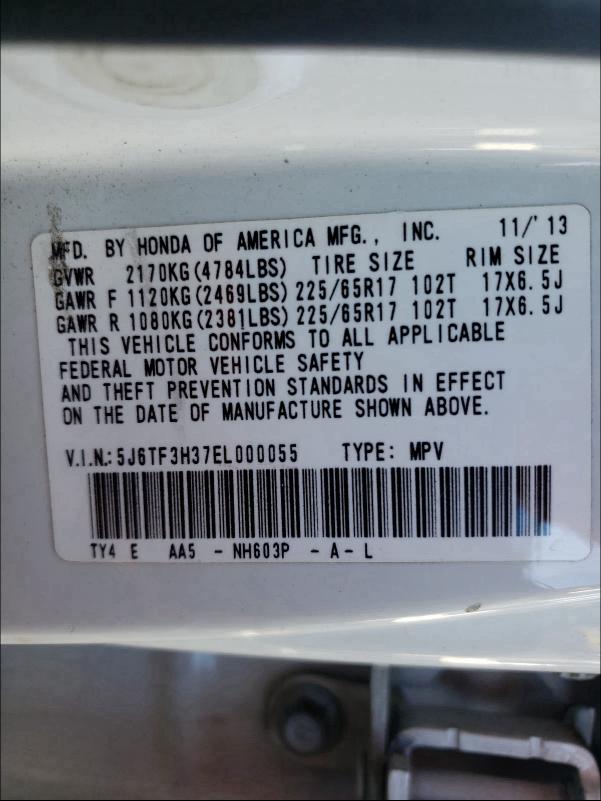 MFD. BY HONDA OF AMERICA MFG., INC. 11/'13
GVWR 2170KG(4784LBS) TIRE SIZE RIM SIZE
GAWR F 1120KG(2469LBS) 225/65R17 102T 17X6.5J
GAWR R 1080KG(2381LBS) 225/65R17 102T 17X6.5J
THIS VEHICLE CONFORMS TO ALL APPLICABLE
FEDERAL MOTOR VEHICLE SAFETY
AND THEFT PREVENTION STANDARDS IN EFFECT
ON THE DATE OF MANUFACTURE SHOWN ABOVE.
V.I.N.: 5J6TF3H37EL000055 TYPE: MPV
TY4 E AA5 - NH603P - A - L